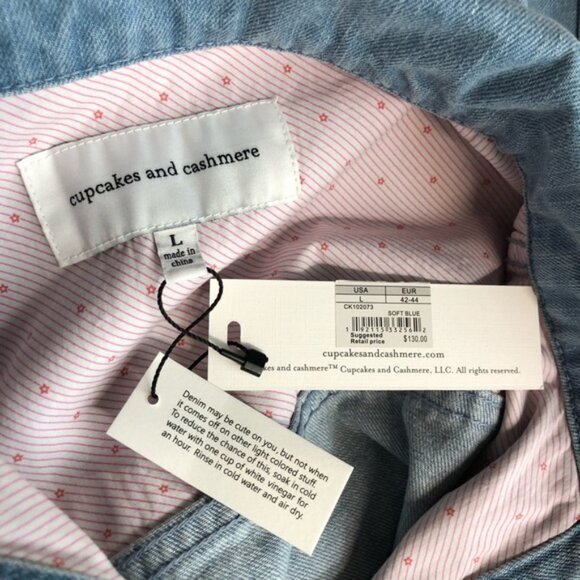 cupcakes and cashmere
L
made in
china
USA EUR
L 42-44
CK102073
SOFT BLUE
Suggested
Retail price $130.00
cupcakesandcashmere.com
kes and cashmere™ Cupcakes and Cashmere, LLC. All rights reserved.
Denim may be cute on you, but not when
it comes off on other light colored stuff.
To reduce the chance of this, soak in cold
water with one cup of white vinegar for
an hour. Rinse in cold water and air dry.